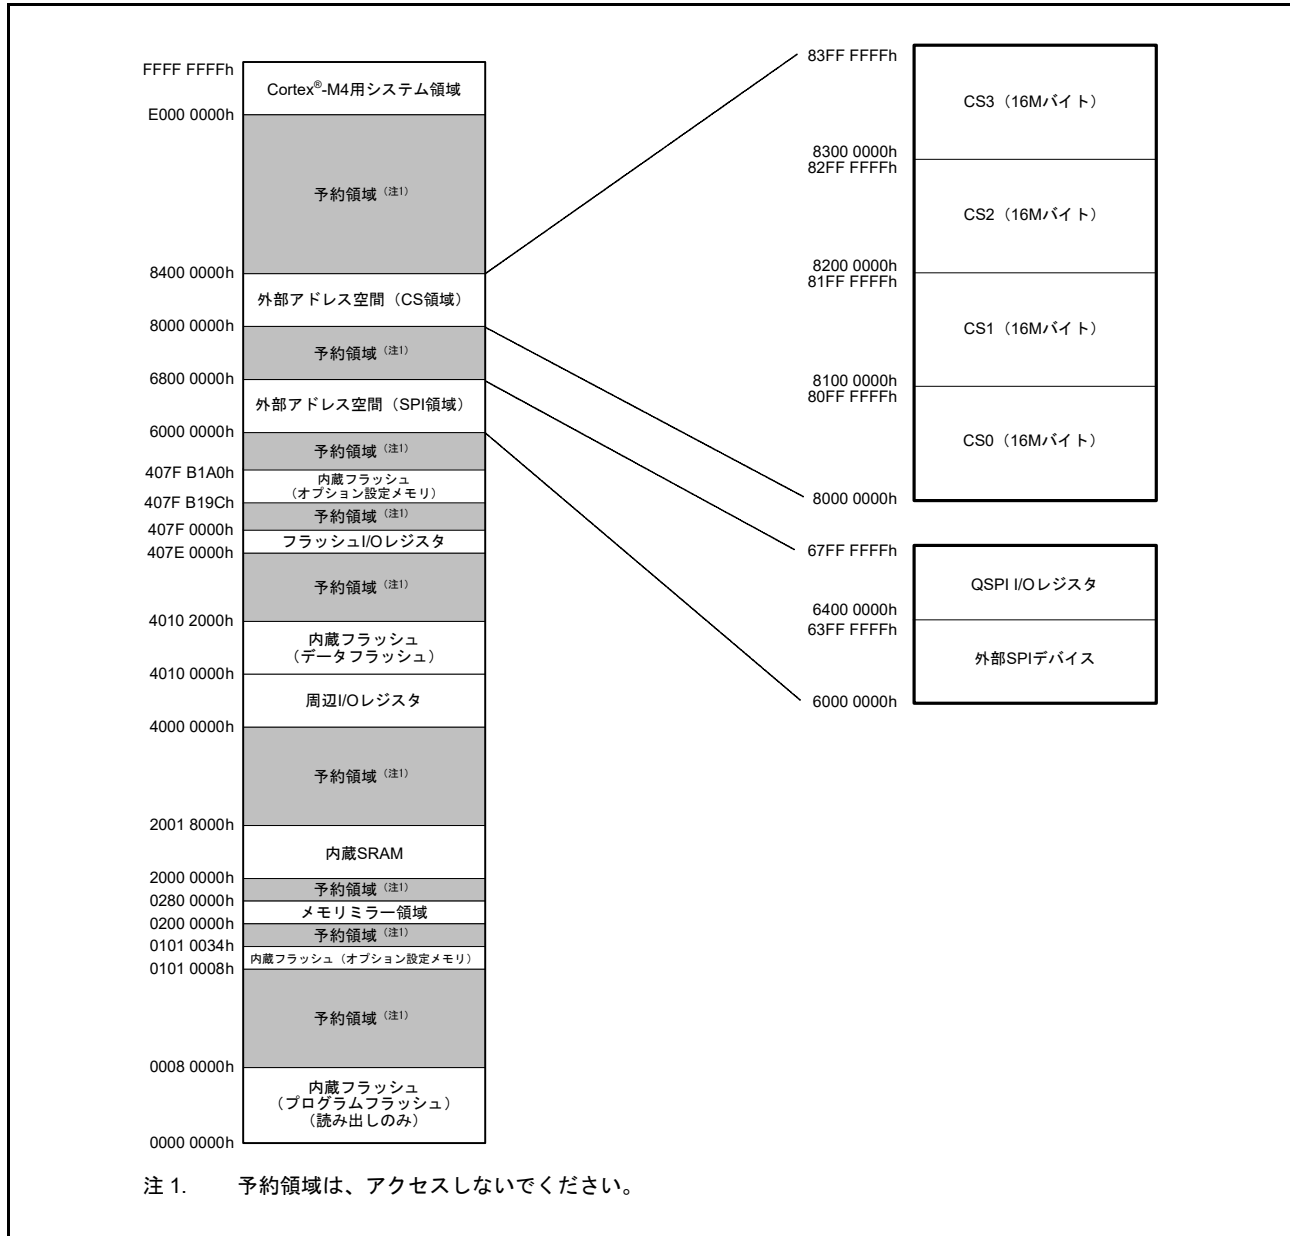 FFFF FFFFh
Cortex®-M4用システム領域
E000 0000h
予約領域（注1）
8400 0000h
外部アドレス空間（CS領域）
8000 0000h
予約領域（注1）
6800 0000h
外部アドレス空間（SPI領域）
6000 0000h
予約領域（注1）
407F B1A0h
内蔵フラッシュ
（オプション設定メモリ）
407F B19Ch
予約領域（注1）
407F 0000h
フラッシュI/Oレジスタ
407E 0000h
予約領域（注1）
4010 2000h
内蔵フラッシュ
（データフラッシュ）
4010 0000h
周辺I/Oレジスタ
4000 0000h
予約領域（注1）
2001 8000h
内蔵SRAM
2000 0000h
予約領域（注1）
0280 0000h
メモリミラー領域
0200 0000h
予約領域（注1）
0101 0034h
内蔵フラッシュ（オプション設定メモリ）
0101 0008h
予約領域（注1）
0008 0000h
内蔵フラッシュ
（プログラムフラッシュ）
（読み出しのみ）
0000 0000h
83FF FFFFh
CS3（16Mバイト）
8300 0000h
82FF FFFFh
CS2（16Mバイト）
8200 0000h
81FF FFFFh
CS1（16Mバイト）
8100 0000h
80FF FFFFh
CS0（16Mバイト）
8000 0000h
67FF FFFFh
QSPI I/Oレジスタ
6400 0000h
63FF FFFFh
外部SPIデバイス
6000 0000h
注 1. 予約領域は、アクセスしないでください。